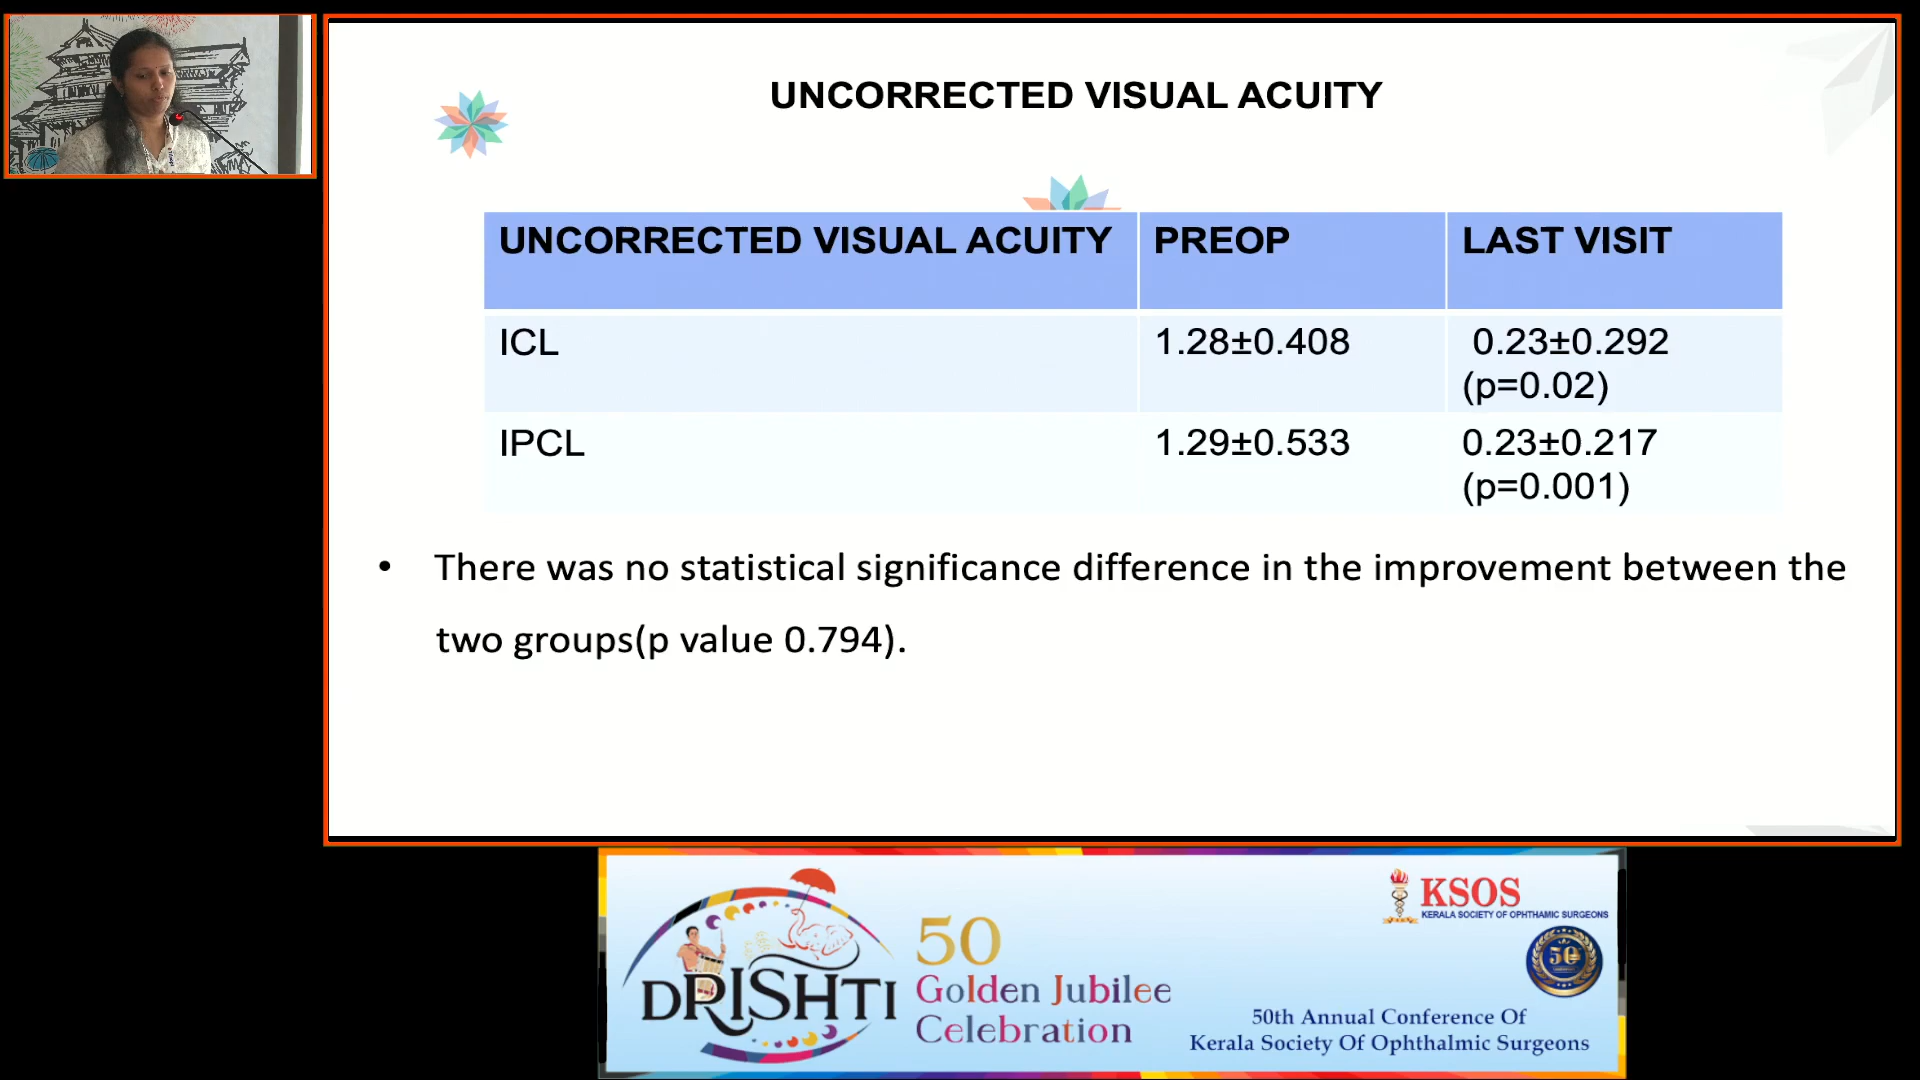 UNCORRECTED VISUAL ACUITY
UNCORRECTED VISUAL ACUITY PREOP LAST VISIT
ICL 1.28±0.408 0.23±0.292
(p=0.02)
IPCL 1.29±0.533 0.23±0.217
(p=0.001)
• There was no statistical significance difference in the improvement between the
two groups(p value 0.794).
DRISHTI
50
Golden Jubilee
Celebration
KSOS
KERALA SOCIETY OF OPHTHAMIC SURGEONS
50
50th Annual Conference Of
Kerala Society Of Ophthalmic Surgeons